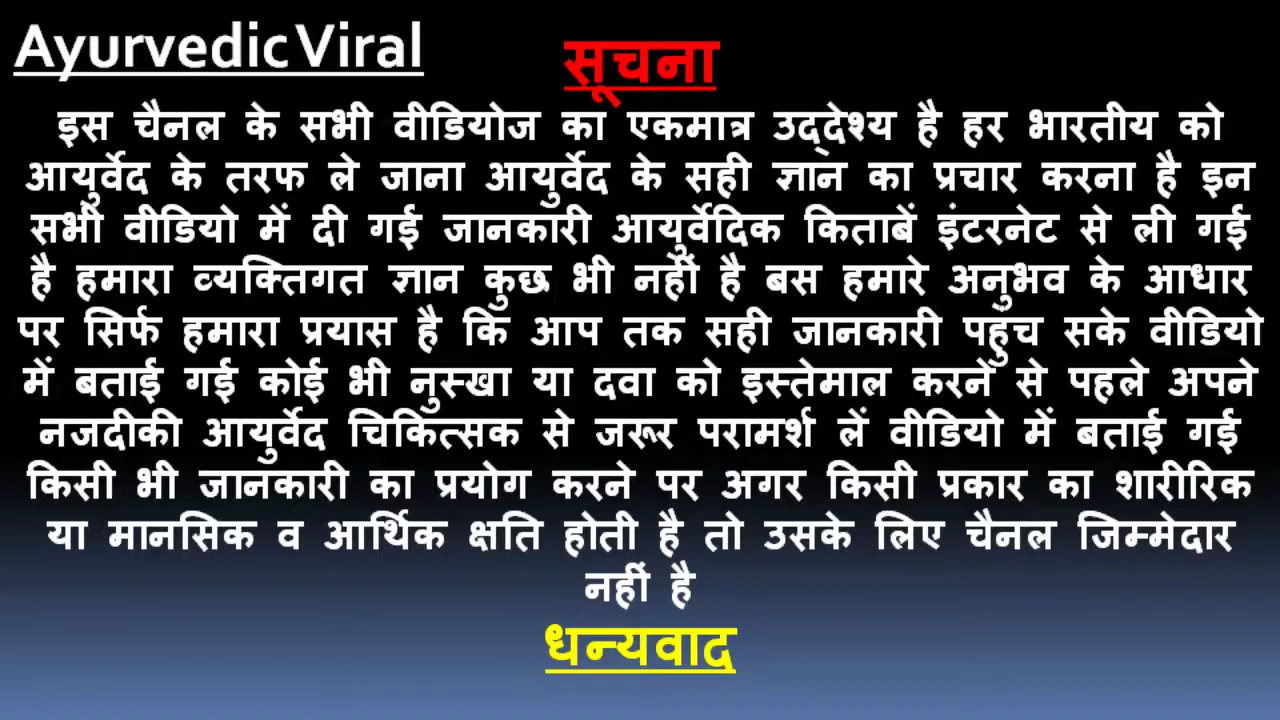 Ayurvedic Viral
सूचना
इस चैनल के सभी वीडियोज का एकमात्र उद्देश्य है हर भारतीय को
आयुर्वेद के तरफ ले जाना आयुर्वेद के सही ज्ञान का प्रचार करना है इन
सभी वीडियो में दी गई जानकारी आयुर्वेदिक किताबें इंटरनेट से ली गई
है हमारा व्यक्तिगत ज्ञान कुछ भी नहीं है बस हमारे अनुभव के आधार
पर सिर्फ हमारा प्रयास है कि आप तक सही जानकारी पहुंच सके वीडियो
में बताई गई कोई भी नुस्खा या दवा को इस्तेमाल करने से पहले अपने
नजदीकी आयुर्वेद चिकित्सक से जरूर परामर्श लें वीडियो में बताई गई
किसी भी जानकारी का प्रयोग करने पर अगर किसी प्रकार का शारीरिक
या मानसिक व आर्थिक क्षति होती है तो उसके लिए चैनल जिम्मेदार
नहीं है
धन्यवाद